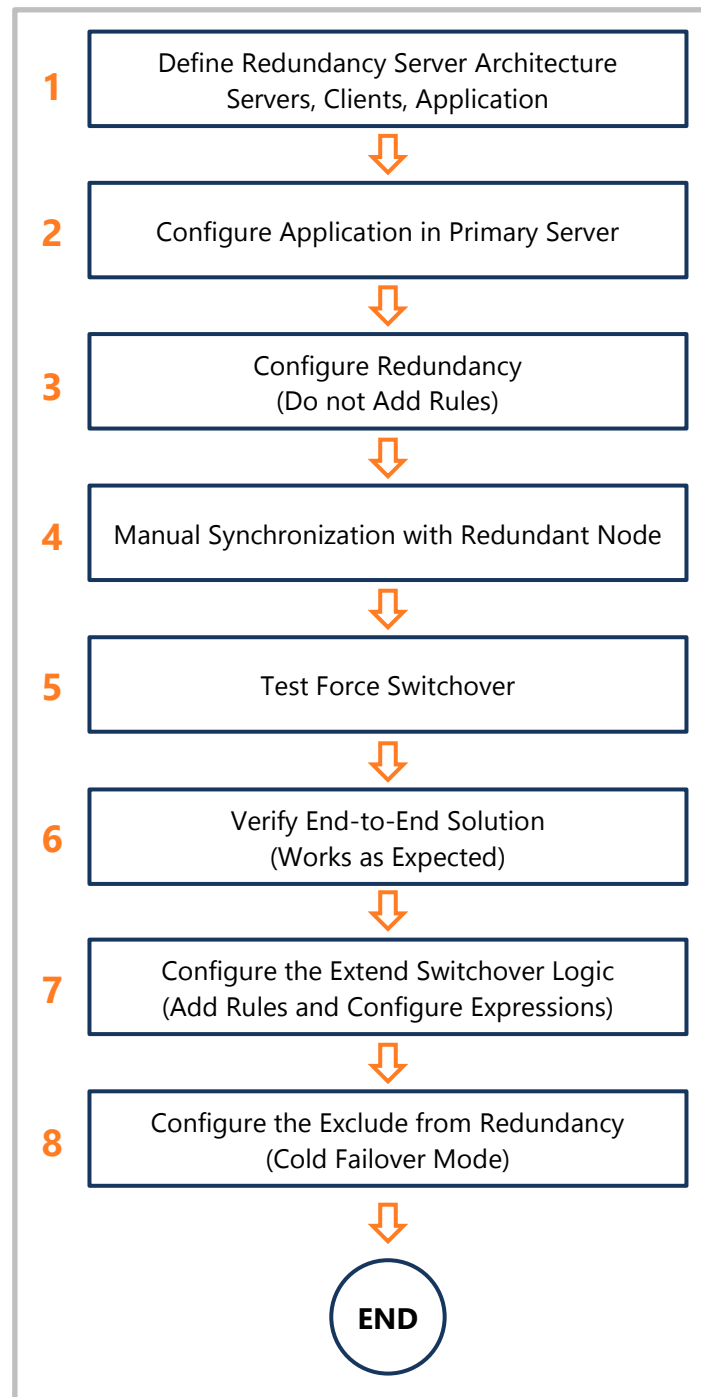 1
Define Redundancy Server Architecture
Servers, Clients, Application
2
Configure Application in Primary Server
3
Configure Redundancy
(Do not Add Rules)
4
Manual Synchronization with Redundant Node
5
Test Force Switchover
6
Verify End-to-End Solution
(Works as Expected)
7
Configure the Extend Switchover Logic
(Add Rules and Configure Expressions)
8
Configure the Exclude from Redundancy
(Cold Failover Mode)
END